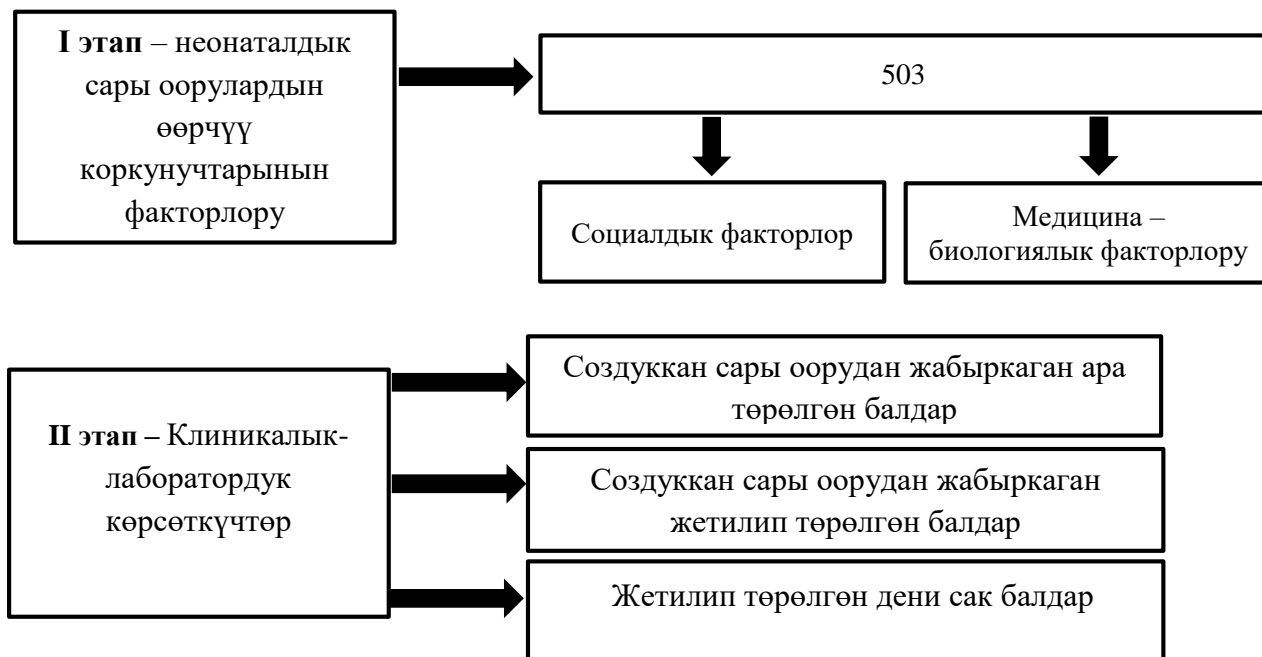 I этап – неонаталдык
сары оорулардын
өөрчүү
коркунучтарынын
факторлору
503
Социалдык факторлор
Медицина –
биологиялык факторлору
II этап – Клиникалык-
лаборатордук
көрсөткүчтөр
Создуккан сары оорудан жабыркаган ара
төрөлгөн балдар
Создуккан сары оорудан жабыркаган
жетилип төрөлгөн балдар
Жетилип төрөлгөн дени сак балдар